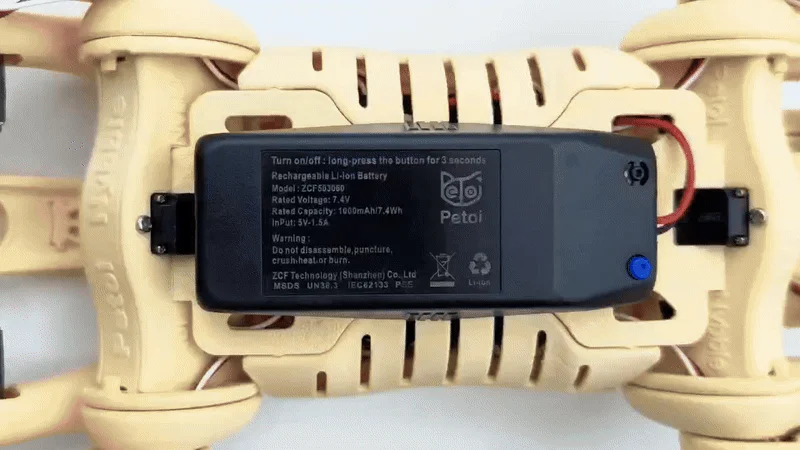 Turn on/off : long-press the button for 3 seconds
Rechargeable Li-ion Battery
Model: ZCF503060
Rated Voltage: 7.4V
Rated Capacity: 1000mAh/7.4Wh
InPut: 5V-1.5A
Petoi
Warning :
Do not disassemble,puncture,
crush,heat,or burn.
ZCF Technology (Shenzhen) Co., Ltd
MSDS UN38.3 IEC62133 PSE
Li-ion
Petoi